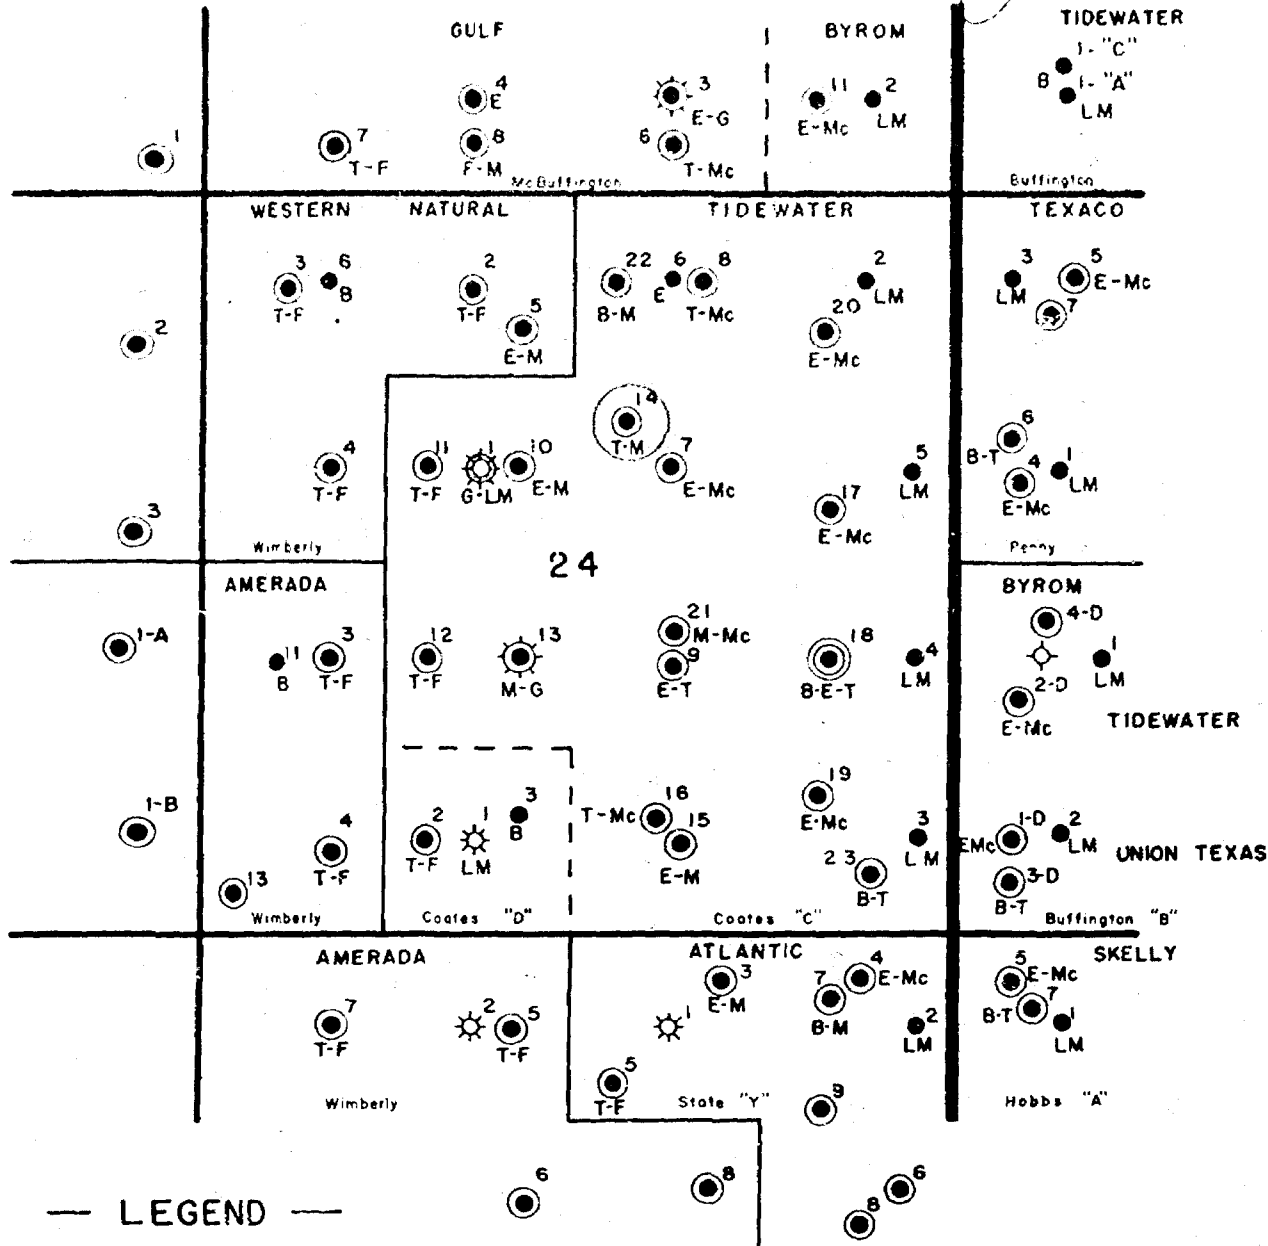 GULF BYROM TIDEWATER
1- "C"
B 1- "A"
LM
4 3 11 2
E E-G E-Mc LM
1 7 8 6
T-F F-M T-Mc
McBuffington Buffington
WESTERN NATURAL TIDEWATER TEXACO
3 6 2 22 6 8 2 3 5
T-F B T-F B-M E T-Mc LM LM E-Mc
2 5 20 7
E-M E-Mc
14 6
T-M B-T
4 11 1 10 7 5 4 1
T-F T-F G-LM E-M E-Mc LM E-Mc LM
3 17
E-Mc
Wimberly Penny
24
AMERADA BYROM
4-D
1-A 11 3 12 13 21 18 4 1
M-Mc
9
B T-F T-F M-G E-T B-E-T LM LM
2-D
E-Mc
TIDEWATER
1-B 4 2 1 3 16 19 3 1-D 2
T-F T-F LM B T-Mc E-Mc LM EMc LM
15
E-M
UNION TEXAS
13 23 3-D
B-T B-T
Wimberly Coates "D" Coates "C" Buffington "B"
AMERADA ATLANTIC SKELLY
3 7 4 5
E-M B-M E-Mc E-Mc
7 2 5 1 2 7 1
T-F T-F LM B-T LM
5
T-F
Wimberly State "Y" Hobbs "A"
9
6 8 6
8
— LEGEND —